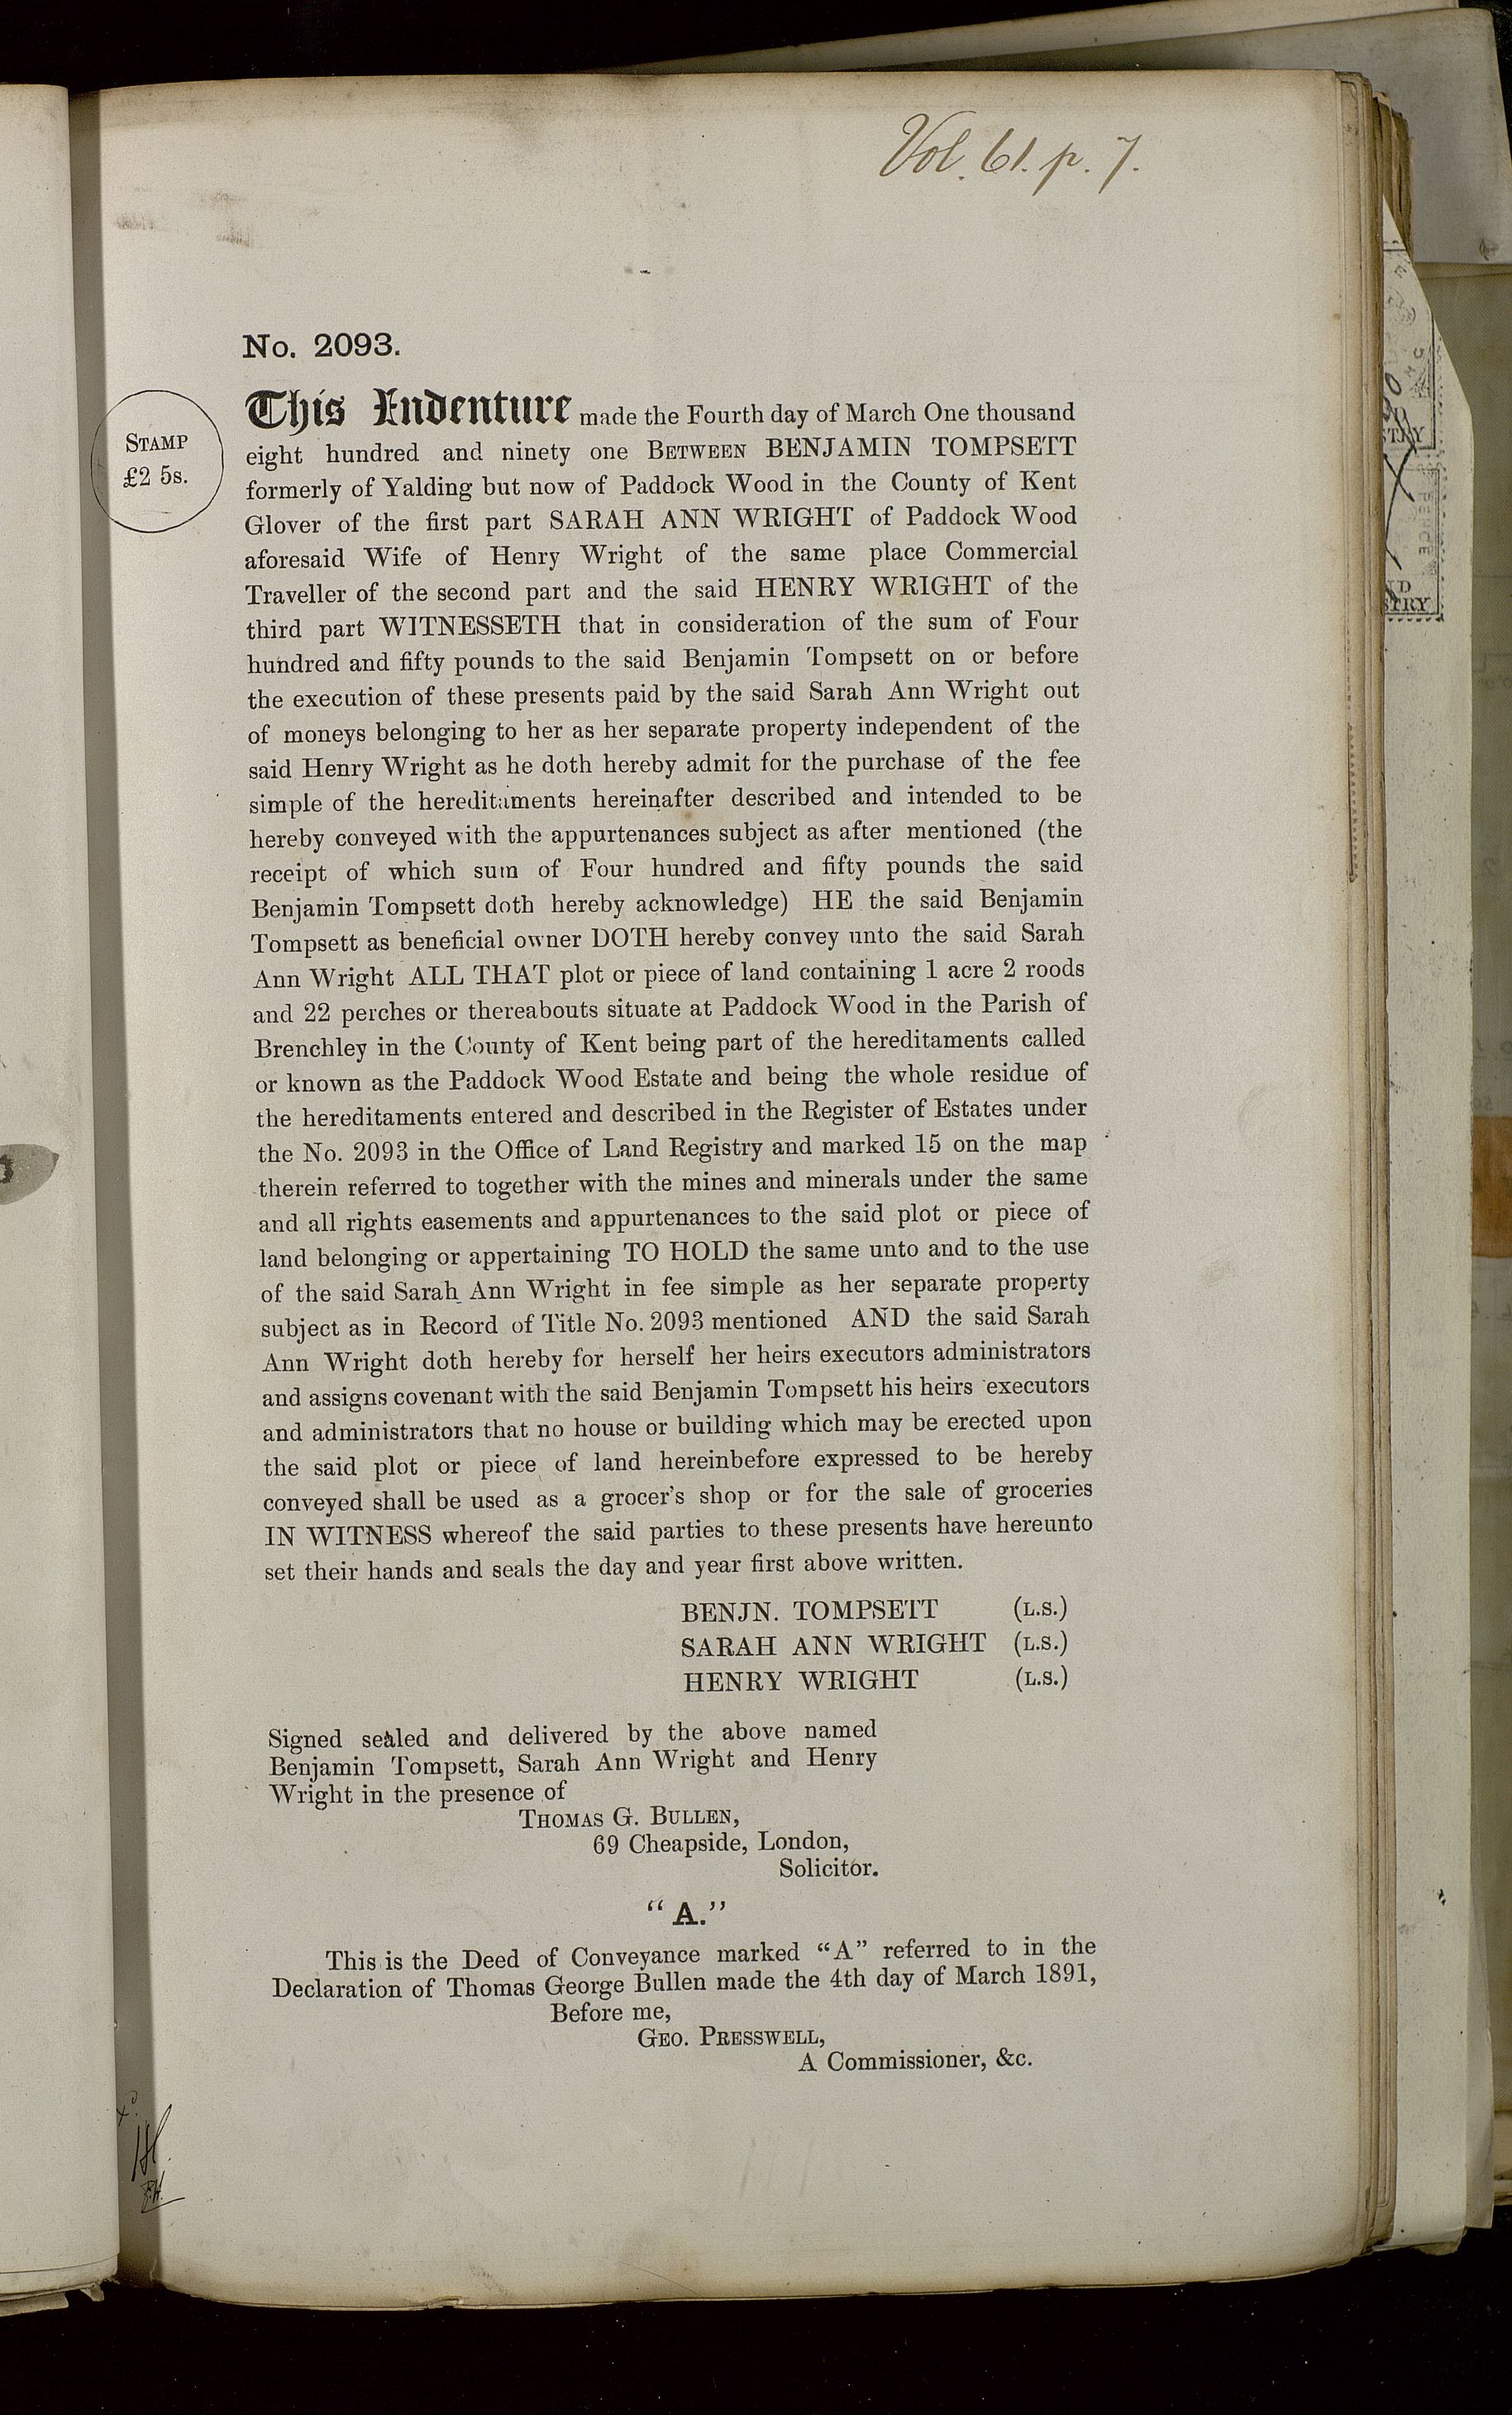 Vol. 61. p. 7.
No. 2093.
STAMP
£2 5s.
This Indenture made the Fourth day of March One thousand
eight hundred and ninety one BETWEEN BENJAMIN TOMPSETT
formerly of Yalding but now of Paddock Wood in the County of Kent
Glover of the first part SARAH ANN WRIGHT of Paddock Wood
aforesaid Wife of Henry Wright of the same place Commercial
Traveller of the second part and the said HENRY WRIGHT of the
third part WITNESSETH that in consideration of the sum of Four
hundred and fifty pounds to the said Benjamin Tompsett on or before
the execution of these presents paid by the said Sarah Ann Wright out
of moneys belonging to her as her separate property independent of the
said Henry Wright as he doth hereby admit for the purchase of the fee
simple of the hereditaments hereinafter described and intended to be
hereby conveyed with the appurtenances subject as after mentioned (the
receipt of which sum of Four hundred and fifty pounds the said
Benjamin Tompsett doth hereby acknowledge) HE the said Benjamin
Tompsett as beneficial owner DOTH hereby convey unto the said Sarah
Ann Wright ALL THAT plot or piece of land containing 1 acre 2 roods
and 22 perches or thereabouts situate at Paddock Wood in the Parish of
Brenchley in the County of Kent being part of the hereditaments called
or known as the Paddock Wood Estate and being the whole residue of
the hereditaments entered and described in the Register of Estates under
the No. 2093 in the Office of Land Registry and marked 15 on the map
therein referred to together with the mines and minerals under the same
and all rights easements and appurtenances to the said plot or piece of
land belonging or appertaining TO HOLD the same unto and to the use
of the said Sarah Ann Wright in fee simple as her separate property
subject as in Record of Title No. 2093 mentioned AND the said Sarah
Ann Wright doth hereby for herself her heirs executors administrators
and assigns covenant with the said Benjamin Tompsett his heirs executors
and administrators that no house or building which may be erected upon
the said plot or piece of land hereinbefore expressed to be hereby
conveyed shall be used as a grocer's shop or for the sale of groceries
IN WITNESS whereof the said parties to these presents have hereunto
set their hands and seals the day and year first above written.
BENJN. TOMPSETT (L.S.)
SARAH ANN WRIGHT (L.S.)
HENRY WRIGHT (L.S.)
Signed sealed and delivered by the above named
Benjamin Tompsett, Sarah Ann Wright and Henry
Wright in the presence of
THOMAS G. BULLEN,
69 Cheapside, London,
Solicitor.
"A."
This is the Deed of Conveyance marked "A" referred to in the
Declaration of Thomas George Bullen made the 4th day of March 1891,
Before me,
GEO. PRESSWELL,
A Commissioner, &c.